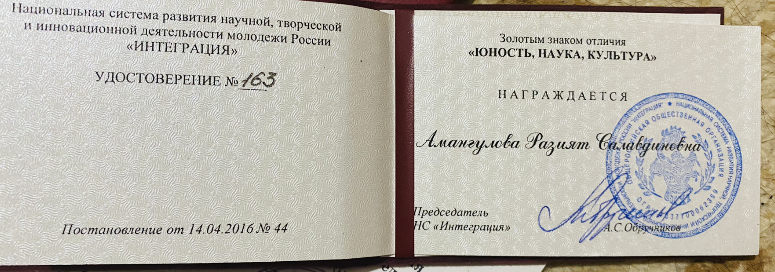 Национальная система развития научной, творческой
и инновационной деятельности молодежи России
«ИНТЕГРАЦИЯ»
УДОСТОВЕРЕНИЕ № 163
Постановление от 14.04.2016 № 44
Золотым знаком отличия
«ЮНОСТЬ, НАУКА, КУЛЬТУРА»
НАГРАЖДАЕТСЯ
Амангулова Разият Салавдиновна
Председатель
НС «Интеграция»
А.С.Обручников